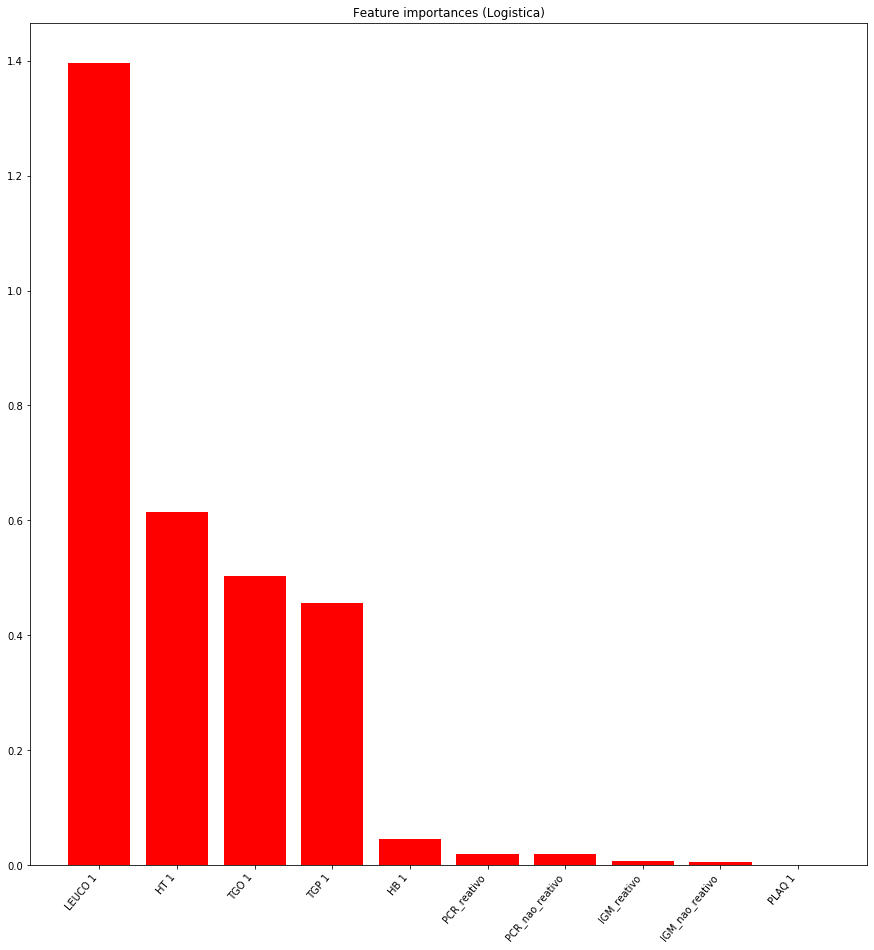 Feature importances (Logistica)
1.4
1.2
1.0
0.8
0.6
0.4
0.2
0.0
LEUCO 1
HT 1
TGO 1
TGP 1
HB 1
PCR_reativo
PCR_nao_reativo
IGM_reativo
IGM_nao_reativo
PLAQ 1